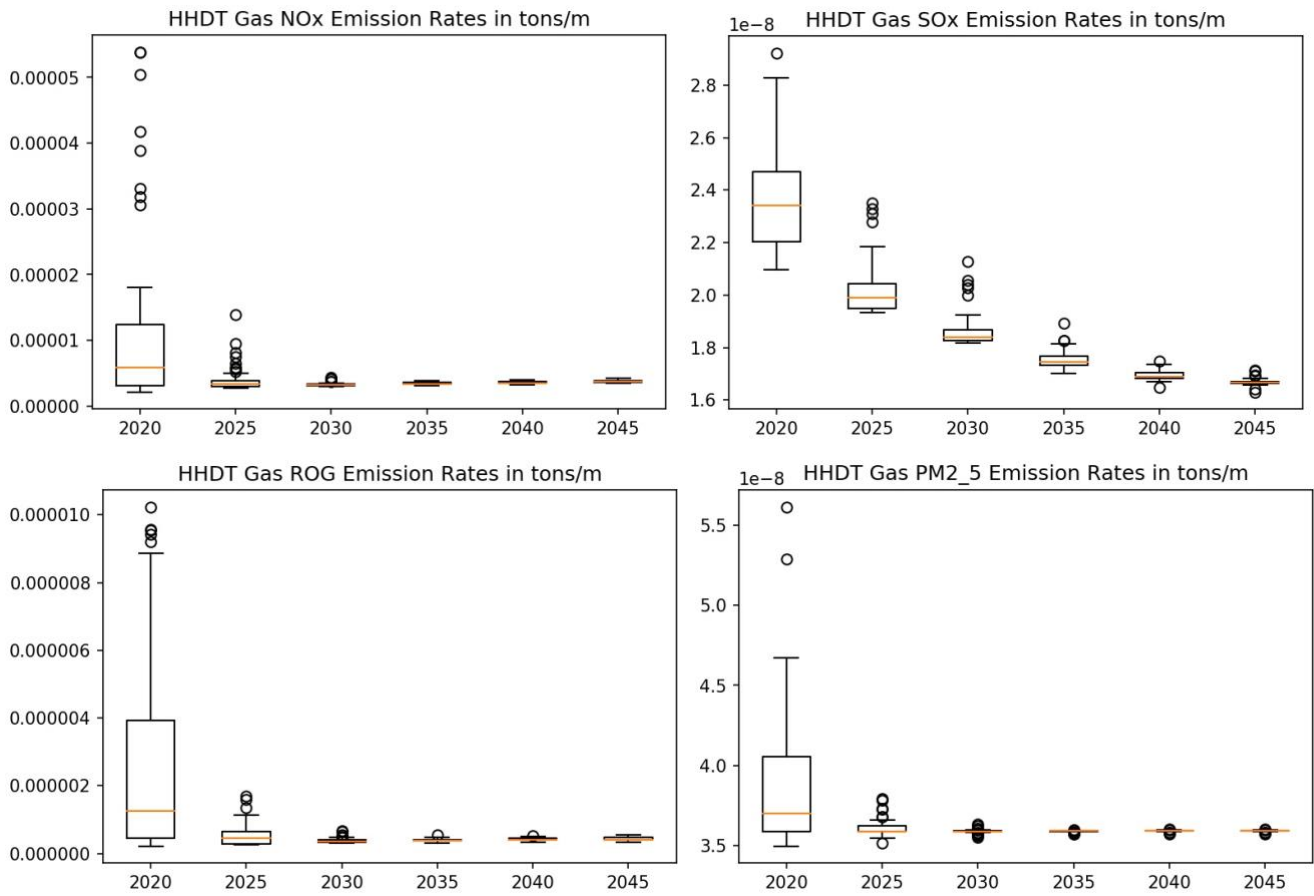 HHDT Gas NOx Emission Rates in tons/m
0.00005
0.00004
0.00003
0.00002
0.00001
0.00000
2020 2025 2030 2035 2040 2045
HHDT Gas SOx Emission Rates in tons/m
1e-8
2.8
2.4
2.2
2.0
1.8
1.6
2020 2025 2030 2035 2040 2045
HHDT Gas ROG Emission Rates in tons/m
0.000010
0.000008
0.000006
0.000004
0.000002
0.000000
2020 2025 2030 2035 2040 2045
HHDT Gas PM2_5 Emission Rates in tons/m
1e-8
5.5
5.0
4.5
4.0
3.5
2020 2025 2030 2035 2040 2045